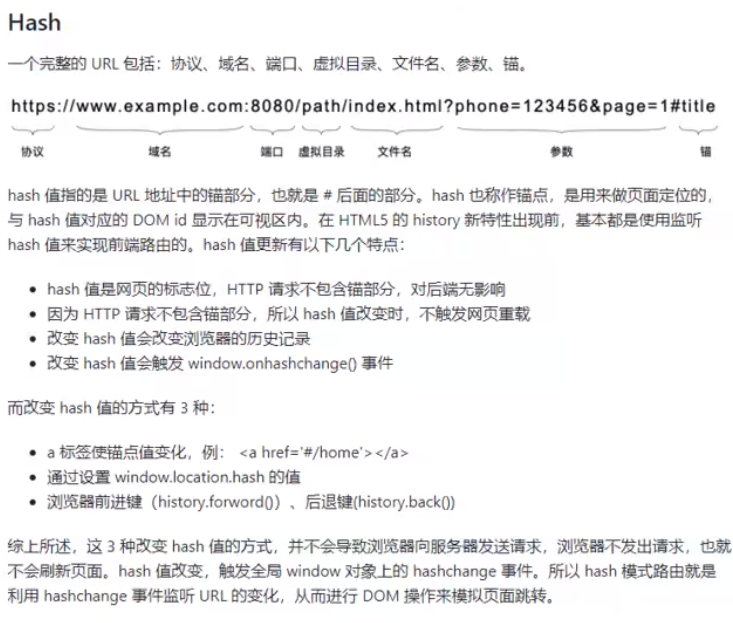 Hash
一个完整的 URL 包括：协议、域名、端口、虚拟目录、文件名、参数、锚。
https://www.example.com:8080/path/index.html?phone=123456&page=1#title
协议 域名 端口 虚拟目录 文件名 参数 锚
hash 值指的是 URL 地址中的锚部分，也就是 # 后面的部分。hash 也称作锚点，是用来做页面定位的，
与 hash 值对应的 DOM id 显示在可视区内。在 HTML5 的 history 新特性出现前，基本都是使用监听
hash 值来实现前端路由的。hash 值更新有以下几个特点：
• hash 值是网页的标志位，HTTP 请求不包含锚部分，对后端无影响
• 因为 HTTP 请求不包含锚部分，所以 hash 值改变时，不触发网页重载
• 改变 hash 值会改变浏览器的历史记录
• 改变 hash 值会触发 window.onhashchange() 事件
而改变 hash 值的方式有 3 种：
• a 标签使锚点值变化，例： <a href='#/home'></a>
• 通过设置 window.location.hash 的值
• 浏览器前进键（history.forword()）、后退键(history.back())
综上所述，这 3 种改变 hash 值的方式，并不会导致浏览器向服务器发送请求，浏览器不发出请求，也就
不会刷新页面。hash 值改变，触发全局 window 对象上的 hashchange 事件。所以 hash 模式路由就是
利用 hashchange 事件监听 URL 的变化，从而进行 DOM 操作来模拟页面跳转。